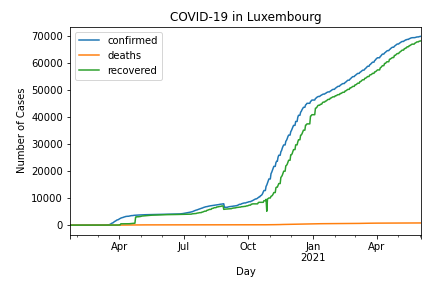 COVID-19 in Luxembourg
confirmed
deaths
recovered
Number of Cases
70000
60000
50000
40000
30000
20000
10000
0
Apr
Jul
Oct
Jan
2021
Apr
Day